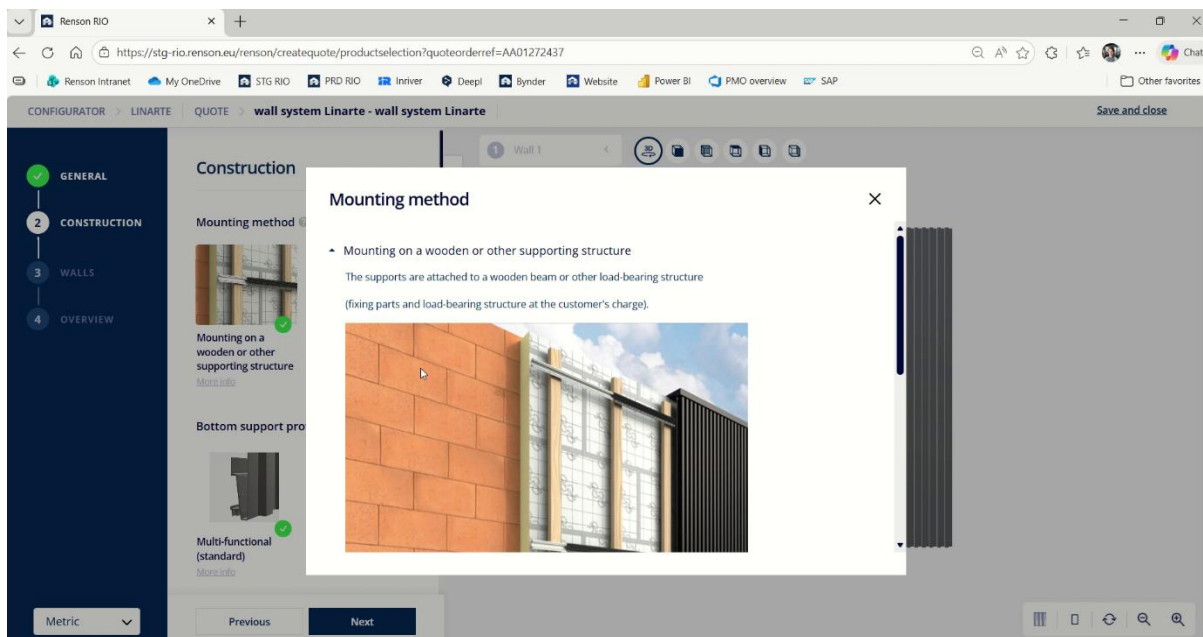 Renson RIO
https://stg-rio.renson.eu/renson/createquote/productselection?quoteorderref=AA01272437
Chat
Renson Intranet
My OneDrive
STG RIO
PRD RIO
Inriver
Deepl
Bynder
Website
Power BI
PMO overview
SAP
Other favorites
CONFIGURATOR > LINARTE QUOTE > wall system Linarte - wall system Linarte
Save and close
GENERAL
2 CONSTRUCTION
3 WALLS
4 OVERVIEW
Metric
Construction
Mounting method
Mounting on a
wooden or other
supporting structure
More info
Bottom support pro
Multi-functional
(standard)
More info
Previous
Next
1 Wall 1
3D
Mounting method
Mounting on a wooden or other supporting structure
The supports are attached to a wooden beam or other load-bearing structure
(fixing parts and load-bearing structure at the customer's charge).